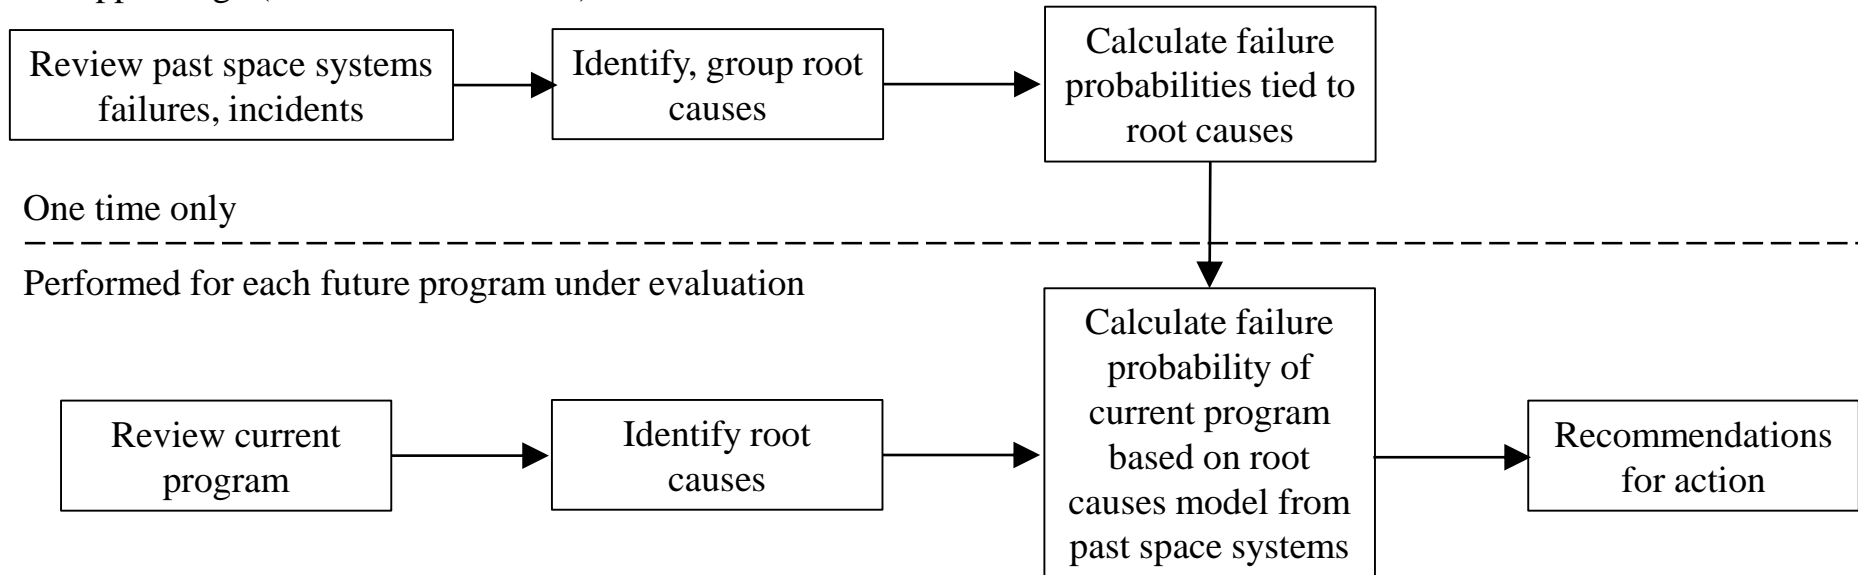 Review past space systems
failures, incidents
Identify, group root
causes
Calculate failure
probabilities tied to
root causes
One time only
Performed for each future program under evaluation
Review current
program
Identify root
causes
Calculate failure
probability of
current program
based on root
causes model from
past space systems
Recommendations
for action